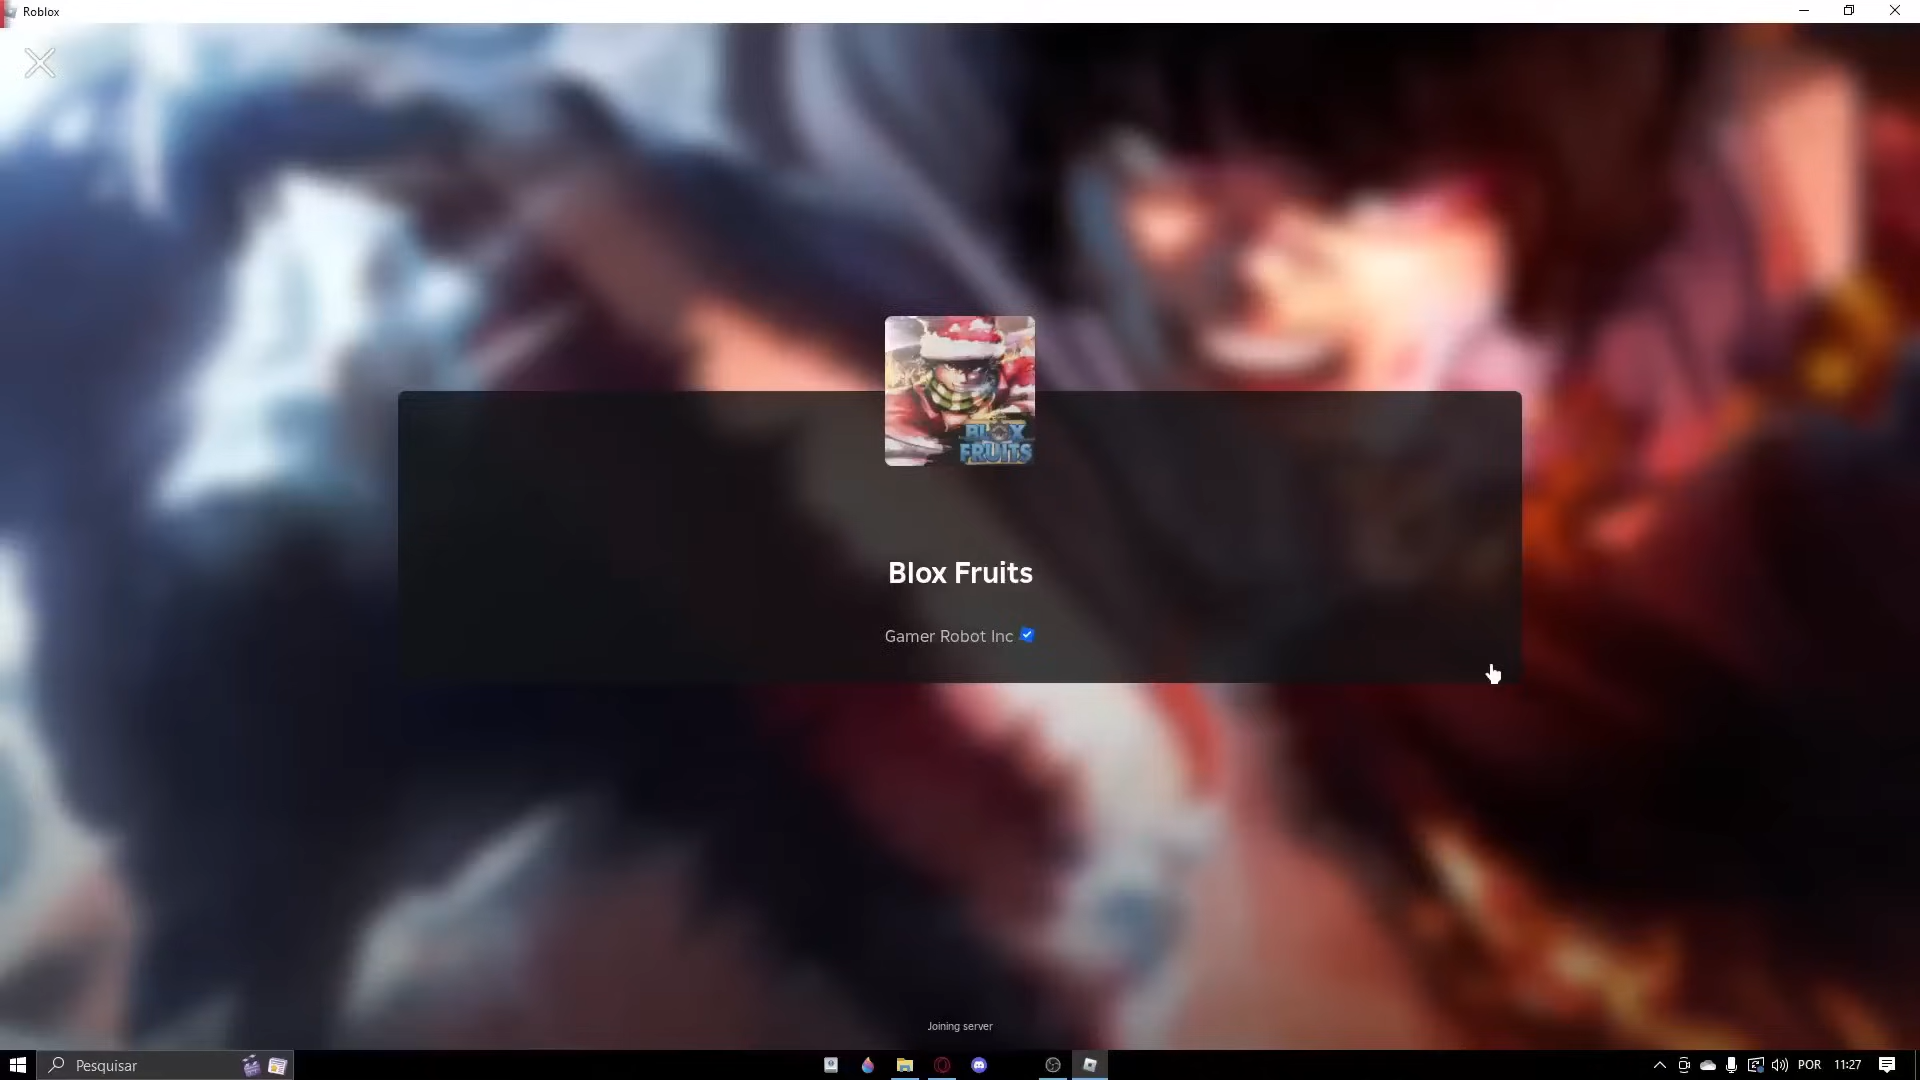 Roblox
BLOX
FRUITS
Blox Fruits
Gamer Robot Inc
Joining server
Pesquisar
POR
11:27